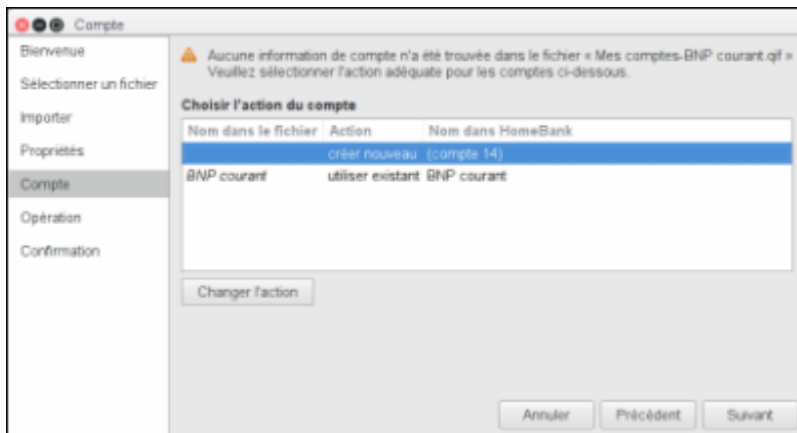 Compte
Bienvenue
Sélectionner un fichier
Importer
Propriétés
Compte
Opération
Confirmation
Aucune information de compte n'a été trouvée dans le fichier « Mes comptes-BNP courant.qif »
Veuillez sélectionner l'action adéquate pour les comptes ci-dessous.
Choisir l'action du compte
Nom dans le fichier Action Nom dans HomeBank
créer nouveau (compte 14)
BNP courant utiliser existant BNP courant
Changer l'action
Annuler Précédent Suivant